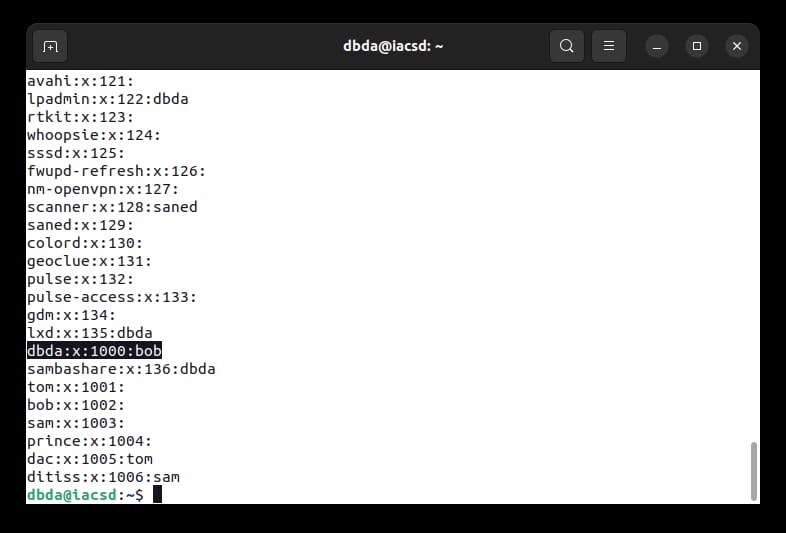 dbda@iacsd: ~
avahi:x:121:
lpadmin:x:122:dbda
rtkit:x:123:
whoopsie:x:124:
sssd:x:125:
fwupd-refresh:x:126:
nm-openvpn:x:127:
scanner:x:128:saned
saned:x:129:
colord:x:130:
geoclue:x:131:
pulse:x:132:
pulse-access:x:133:
gdm:x:134:
lxd:x:135:dbda
dbda:x:1000:bob
sambashare:x:136:dbda
tom:x:1001:
bob:x:1002:
sam:x:1003:
prince:x:1004:
dac:x:1005:tom
ditiss:x:1006:sam
dbda@iacsd:~$